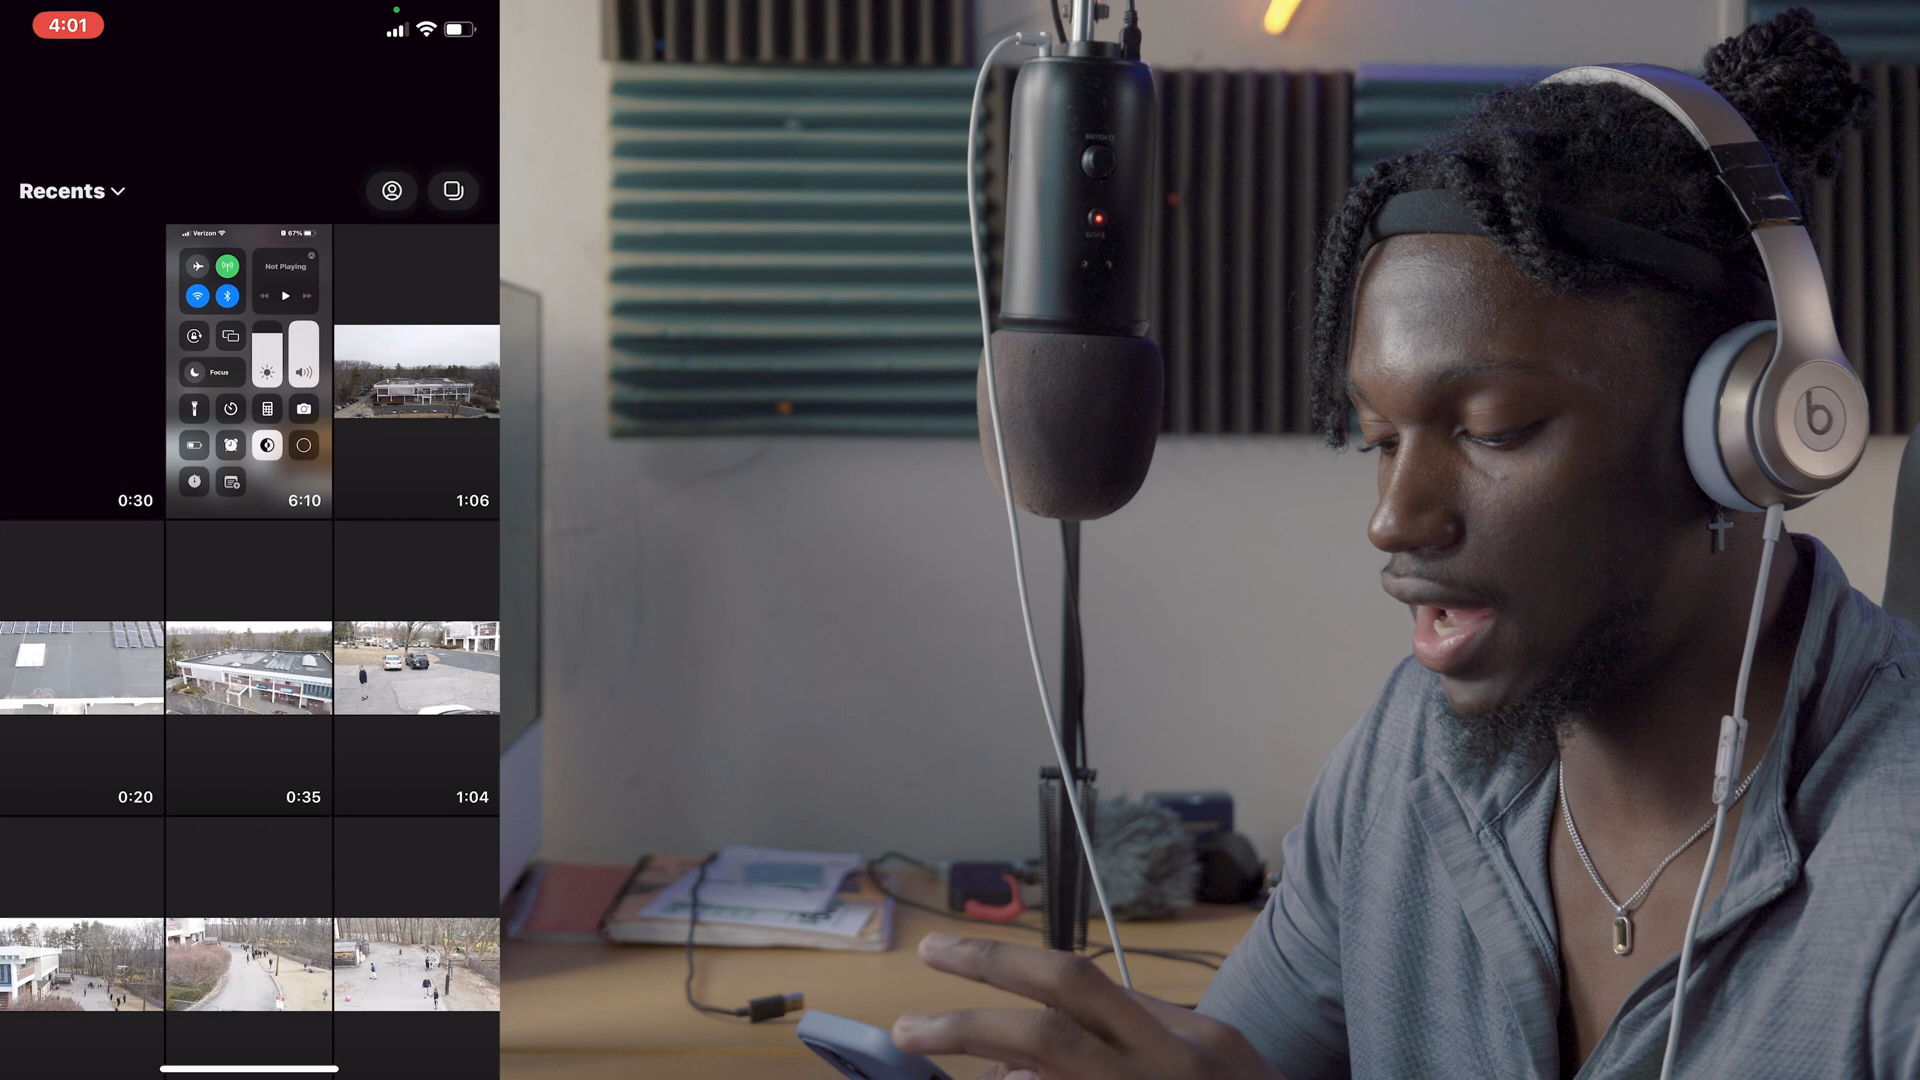 4:01
Recents
Verizon 67%
Not Playing
Focus
0:30
6:10
1:06
0:20
0:35
1:04
b